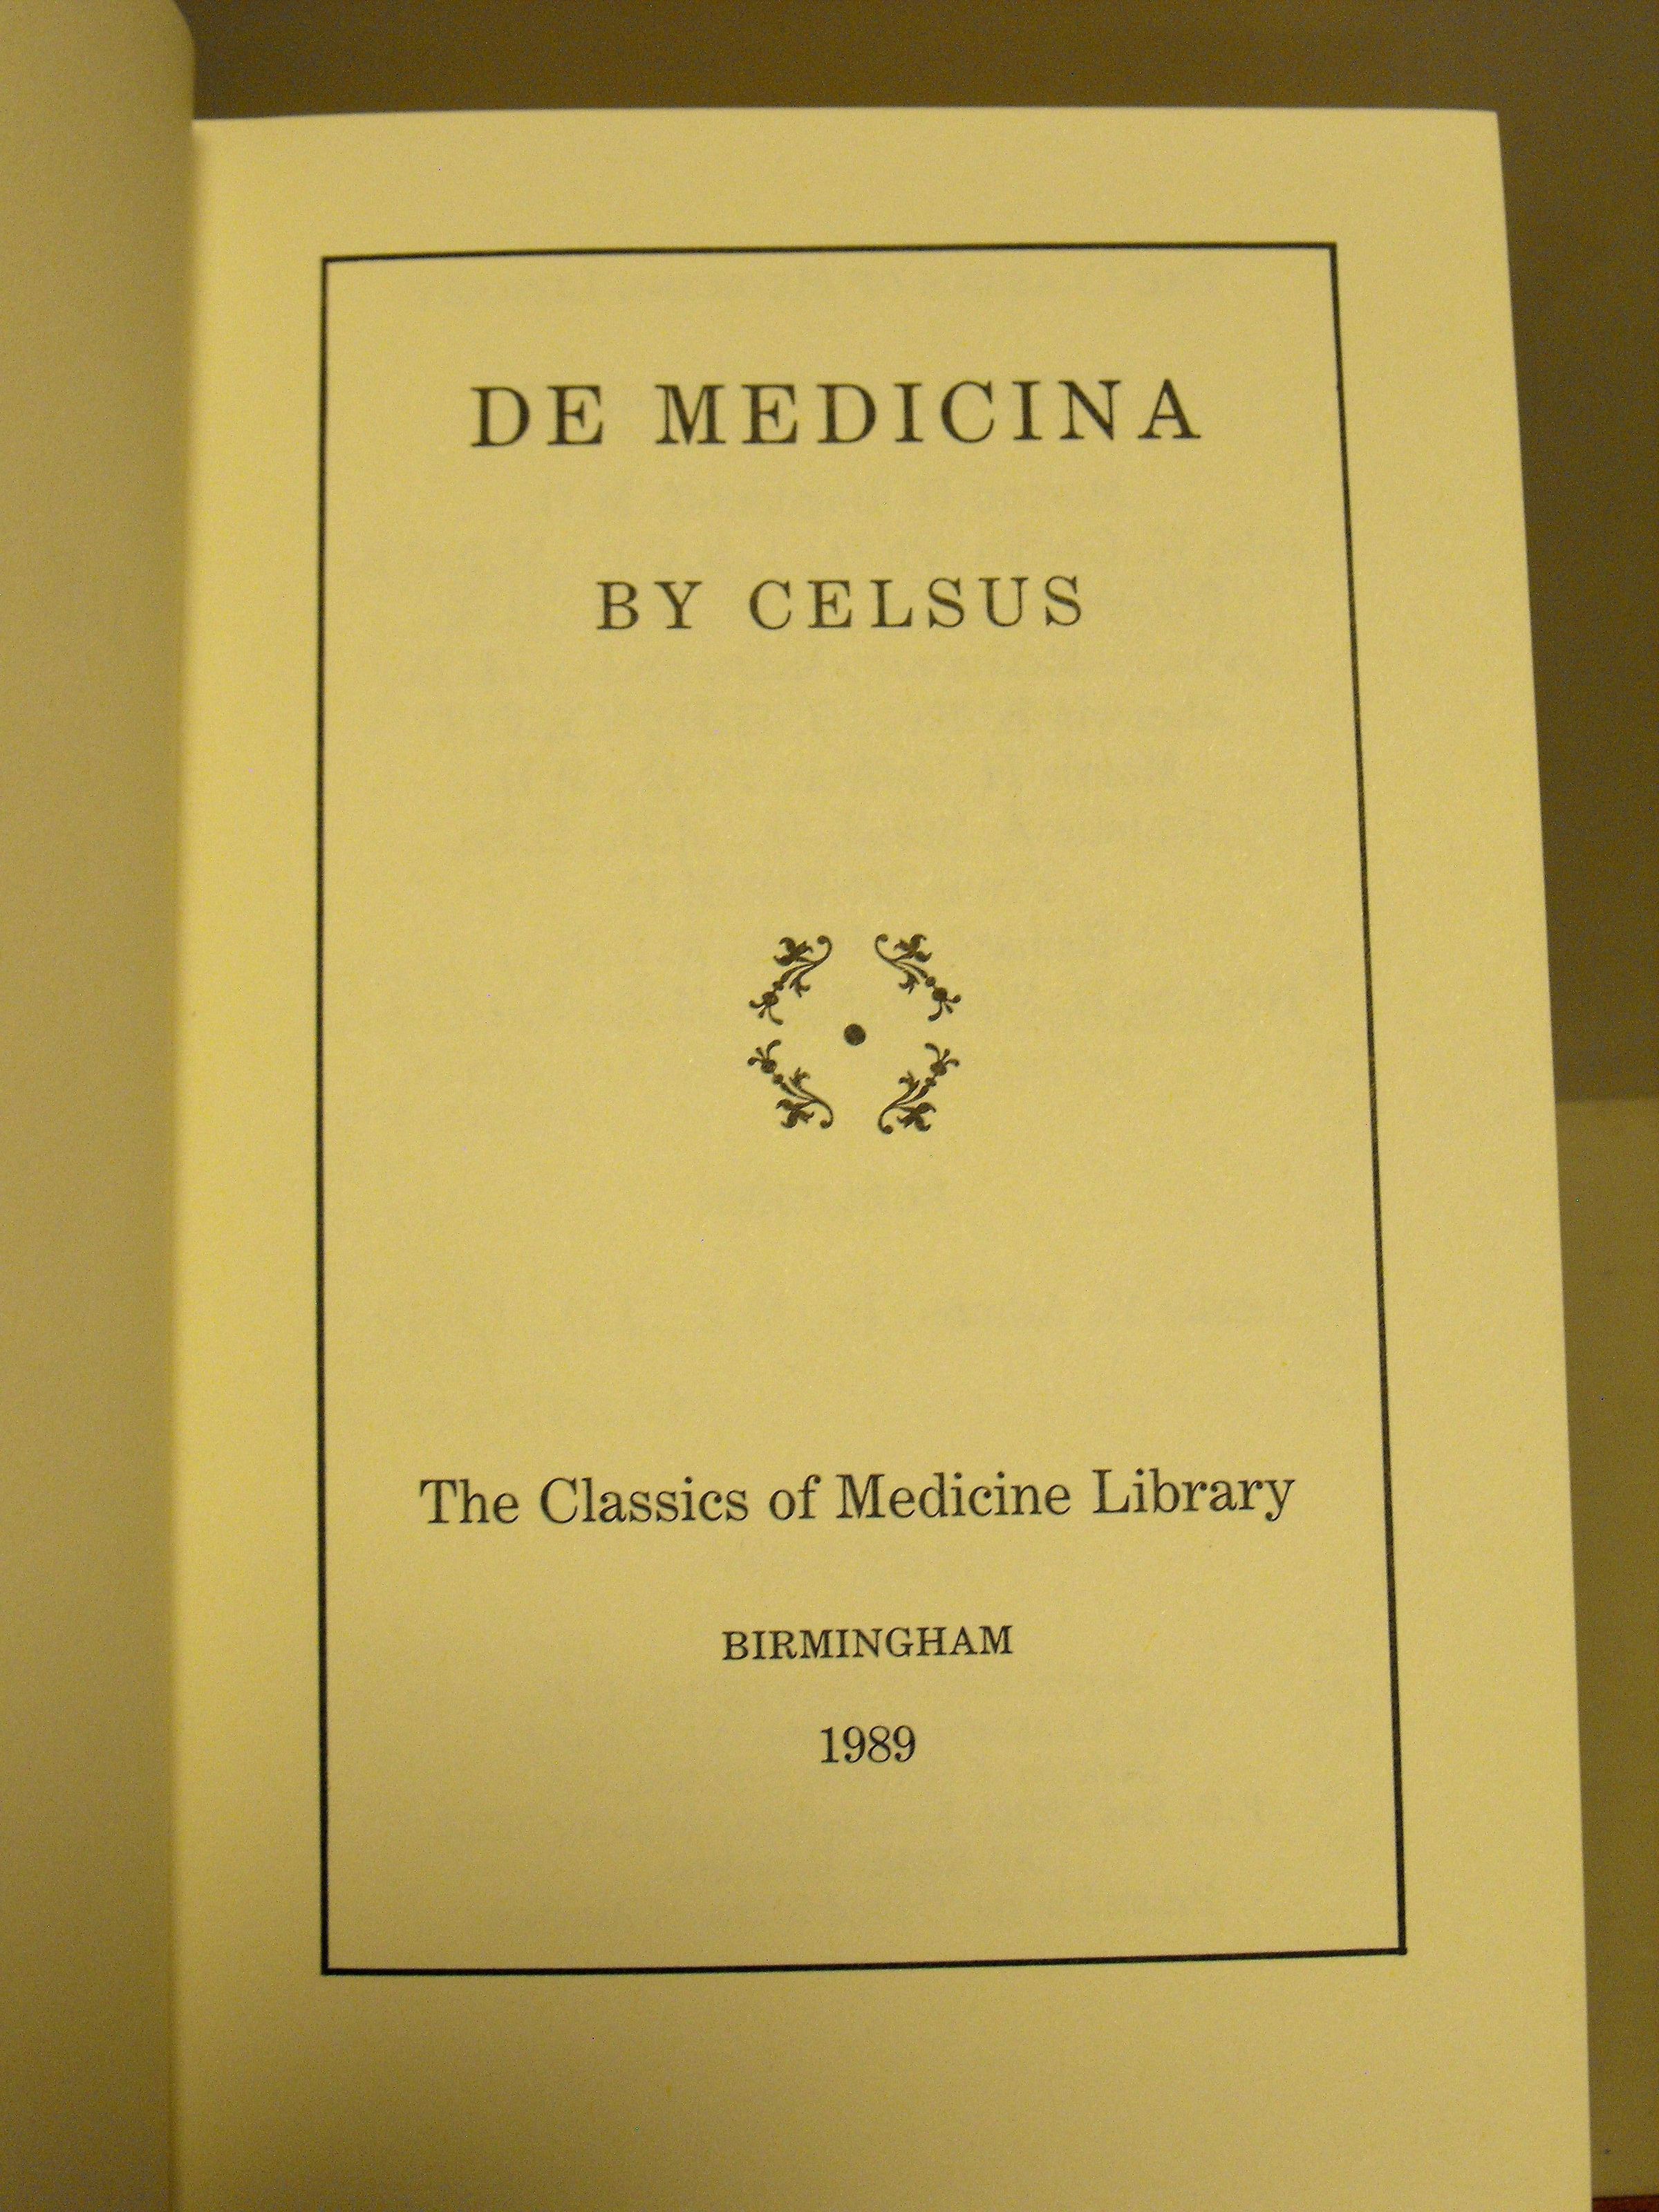 DE MEDICINA
BY CELSUS
The Classics of Medicine Library
BIRMINGHAM
1989